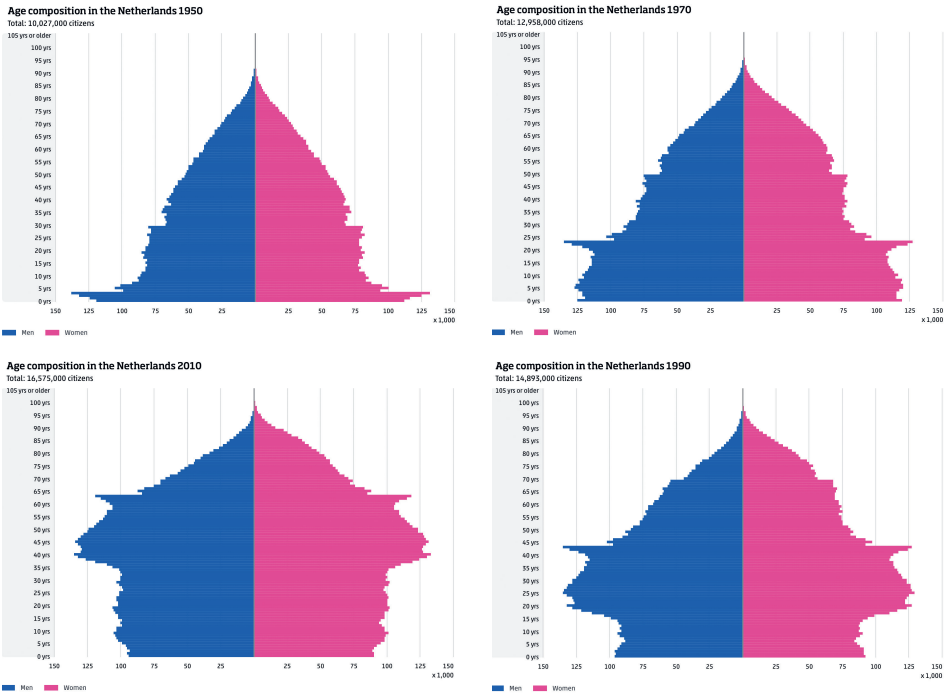 Age composition in the Netherlands 1950
Total: 10,027,000 citizens
105 yrs or older
100 yrs
95 yrs
90 yrs
85 yrs
80 yrs
75 yrs
70 yrs
65 yrs
60 yrs
55 yrs
50 yrs
45 yrs
40 yrs
35 yrs
30 yrs
25 yrs
20 yrs
15 yrs
10 yrs
5 yrs
0 yrs
150 125 100 75 50 25 25 50 75 100 125 150
x 1,000
Men Women
Age composition in the Netherlands 1970
Total: 12,958,000 citizens
105 yrs or older
100 yrs
95 yrs
90 yrs
85 yrs
80 yrs
75 yrs
70 yrs
65 yrs
60 yrs
55 yrs
50 yrs
45 yrs
40 yrs
35 yrs
30 yrs
25 yrs
20 yrs
15 yrs
10 yrs
5 yrs
0 yrs
150 125 100 75 50 25 25 50 75 100 125 150
x 1,000
Men Women
Age composition in the Netherlands 2010
Total: 16,575,000 citizens
105 yrs or older
100 yrs
95 yrs
90 yrs
85 yrs
80 yrs
75 yrs
70 yrs
65 yrs
60 yrs
55 yrs
50 yrs
45 yrs
40 yrs
35 yrs
30 yrs
25 yrs
20 yrs
15 yrs
10 yrs
5 yrs
0 yrs
150 125 100 75 50 25 25 50 75 100 125 150
x 1,000
Men Women
Age composition in the Netherlands 1990
Total: 14,893,000 citizens
105 yrs or older
100 yrs
95 yrs
90 yrs
85 yrs
80 yrs
75 yrs
70 yrs
65 yrs
60 yrs
55 yrs
50 yrs
45 yrs
40 yrs
35 yrs
30 yrs
25 yrs
20 yrs
15 yrs
10 yrs
5 yrs
0 yrs
150 125 100 75 50 25 25 50 75 100 125 150
x 1,000
Men Women